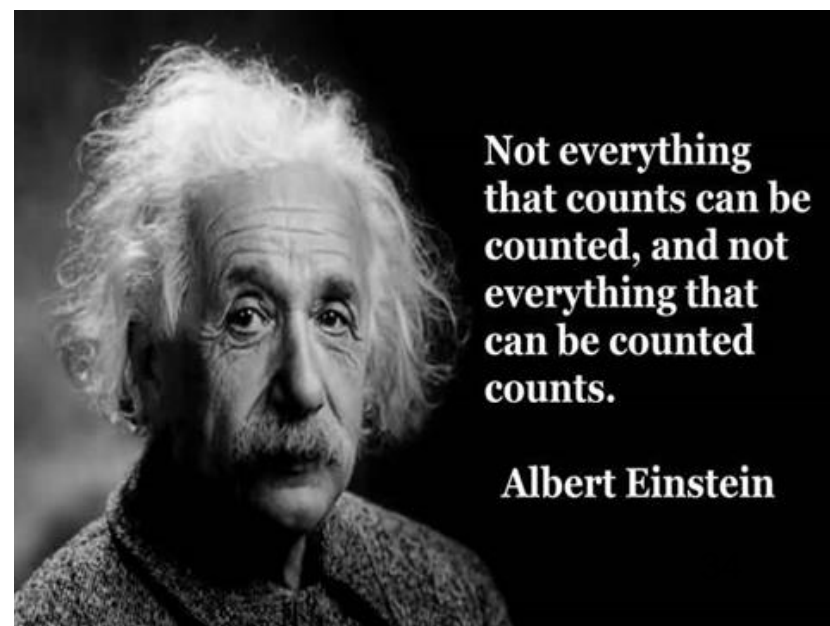 Not everything
that counts can be
counted, and not
everything that
can be counted
counts.
Albert Einstein